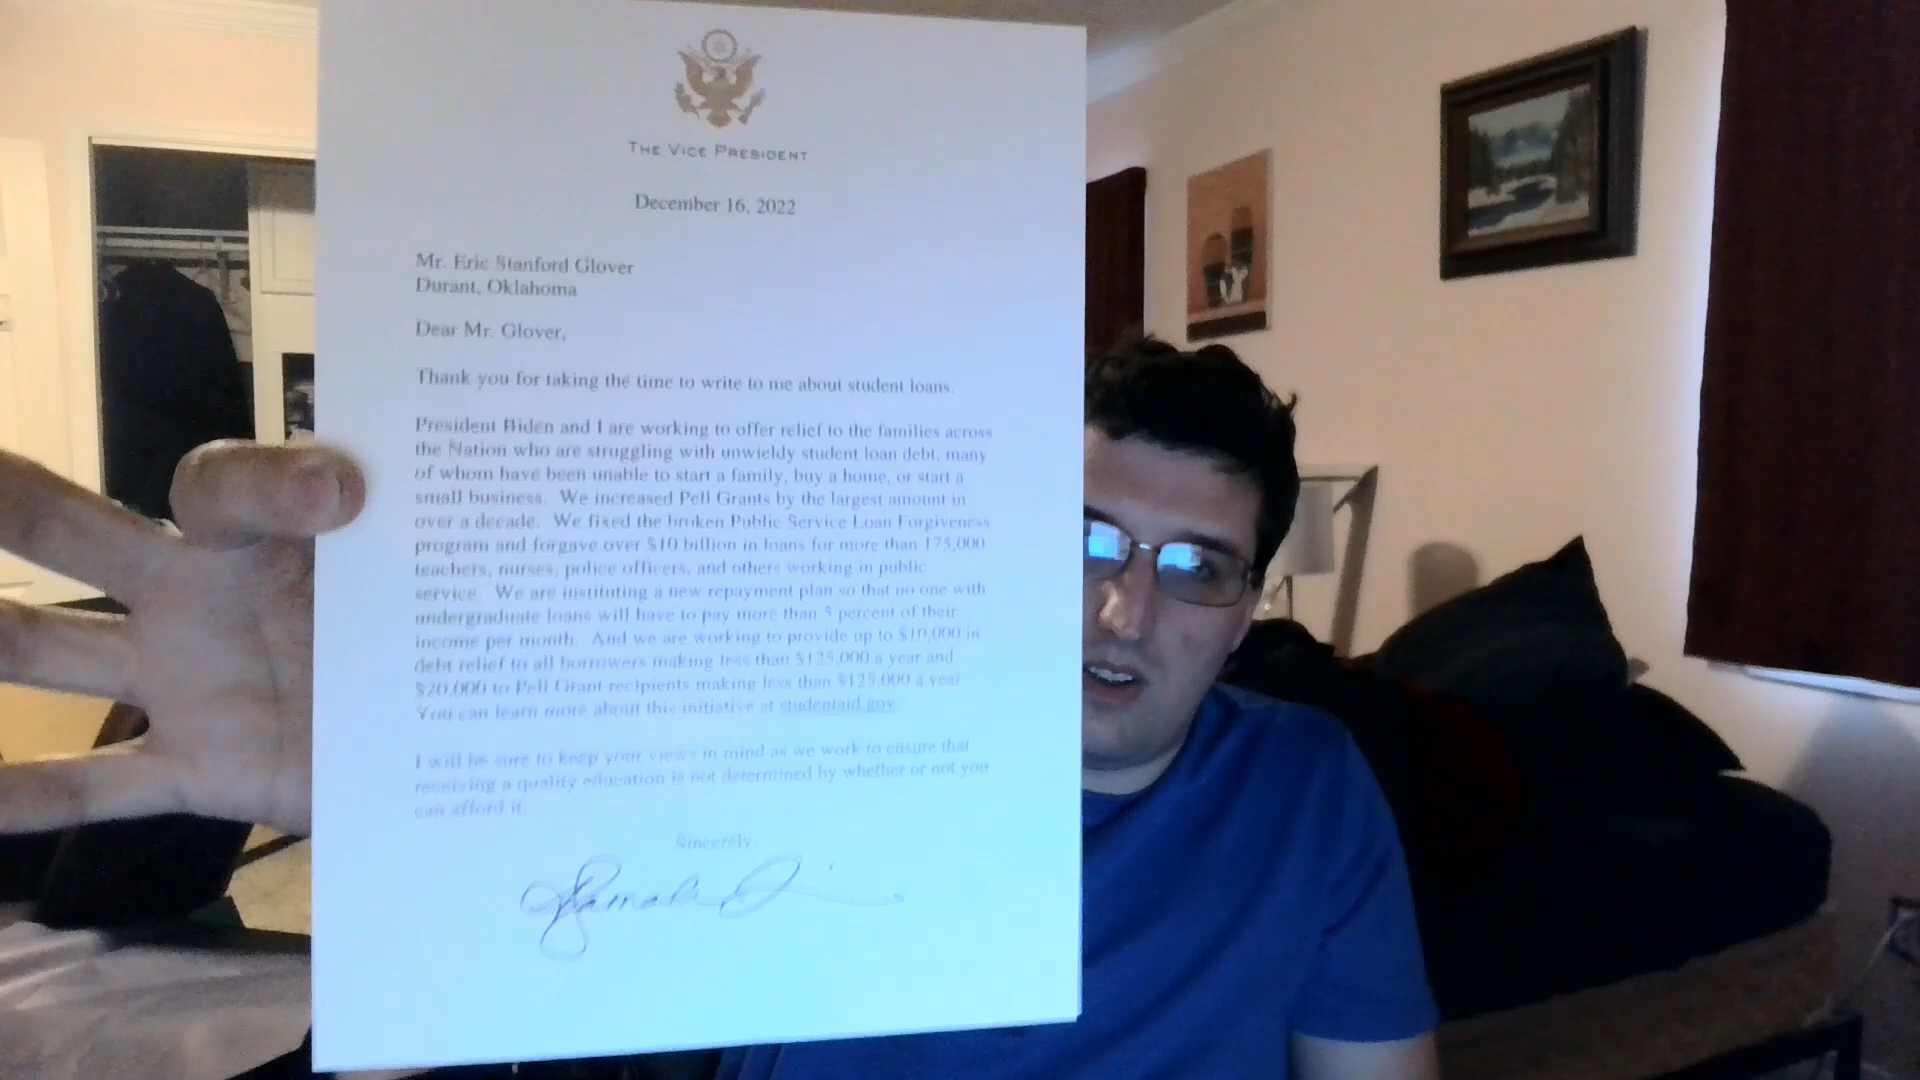 THE VICE PRESIDENT
December 16, 2022
Mr. Eric Stanford Glover
Durant, Oklahoma
Dear Mr. Glover,
Thank you for taking the time to write to me about student loans.
President Biden and I are working to offer relief to the families across
the Nation who are struggling with unwieldy student loan debt, many
of whom have been unable to start a family, buy a home, or start a
small business. We increased Pell Grants by the largest amount in
over a decade. We fixed the broken Public Service Loan Forgiveness
program and forgave over $10 billion in loans for more than 175,000
teachers, nurses, police officers, and others working in public
service. We are instituting a new repayment plan so that no one with
undergraduate loans will have to pay more than 5 percent of their
income per month. And we are working to provide up to $10,000 in
debt relief to all borrowers making less than $125,000 a year and
$20,000 to Pell Grant recipients making less than $125,000 a year.
You can learn more about this initiative at studentaid.gov.
I will be sure to keep your views in mind as we work to ensure that
receiving a quality education is not determined by whether or not you
can afford it.
Sincerely,
Kamala